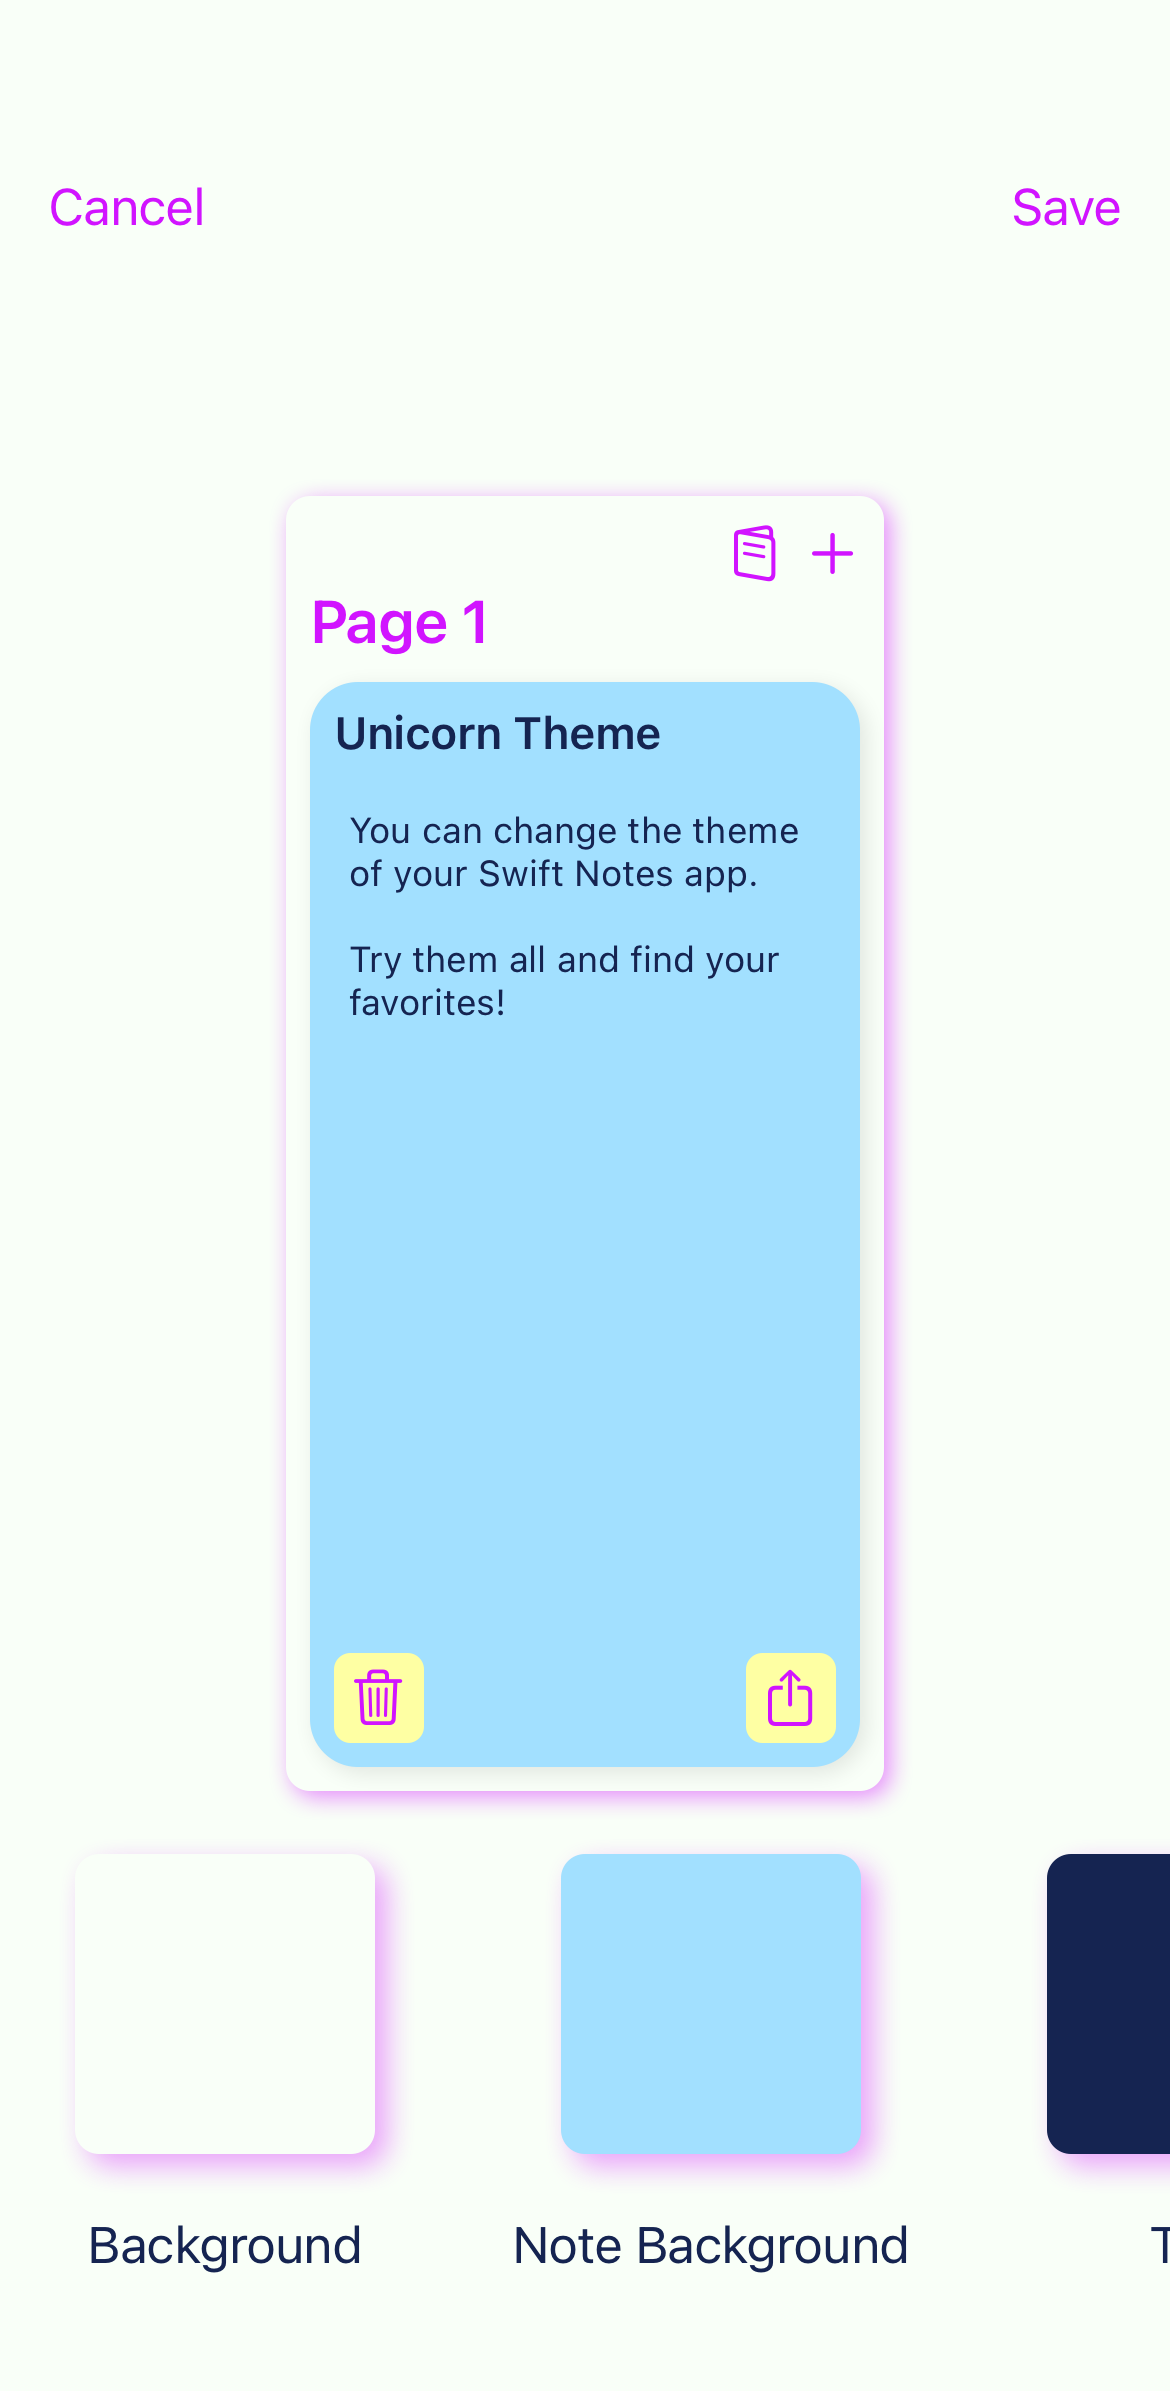 Cancel
Save
Page 1
Unicorn Theme
You can change the theme
of your Swift Notes app.
Try them all and find your
favorites!
Background
Note Background